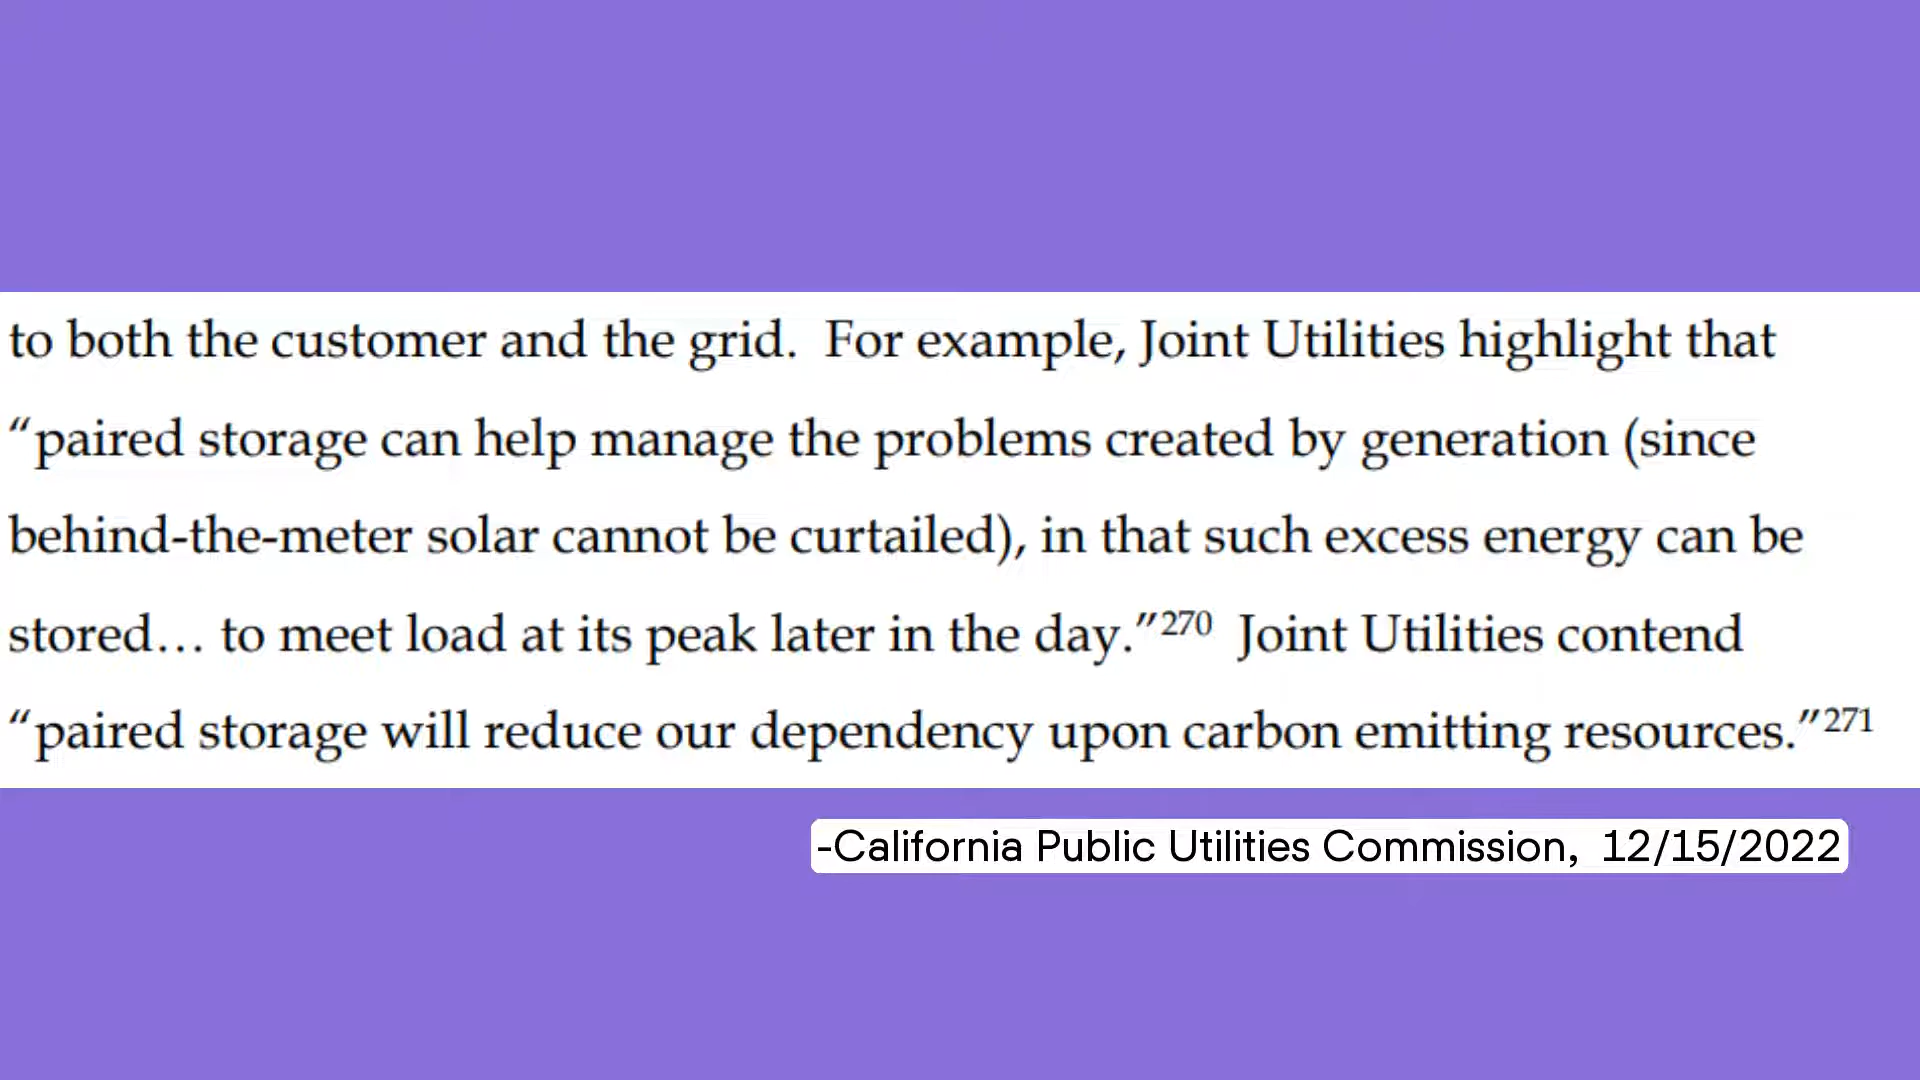 to both the customer and the grid.  For example, Joint Utilities highlight that
“paired storage can help manage the problems created by generation (since
behind-the-meter solar cannot be curtailed), in that such excess energy can be
stored… to meet load at its peak later in the day.”270  Joint Utilities contend
“paired storage will reduce our dependency upon carbon emitting resources.”271
-California Public Utilities Commission,  12/15/2022